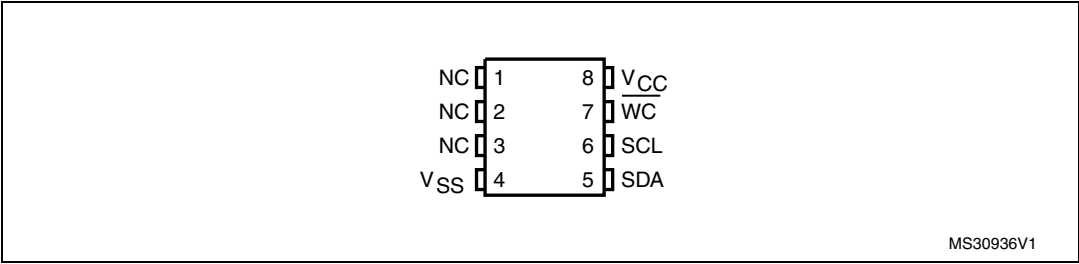 NC 1 8 VCC
NC 2 7 WC
NC 3 6 SCL
VSS 4 5 SDA
MS30936V1